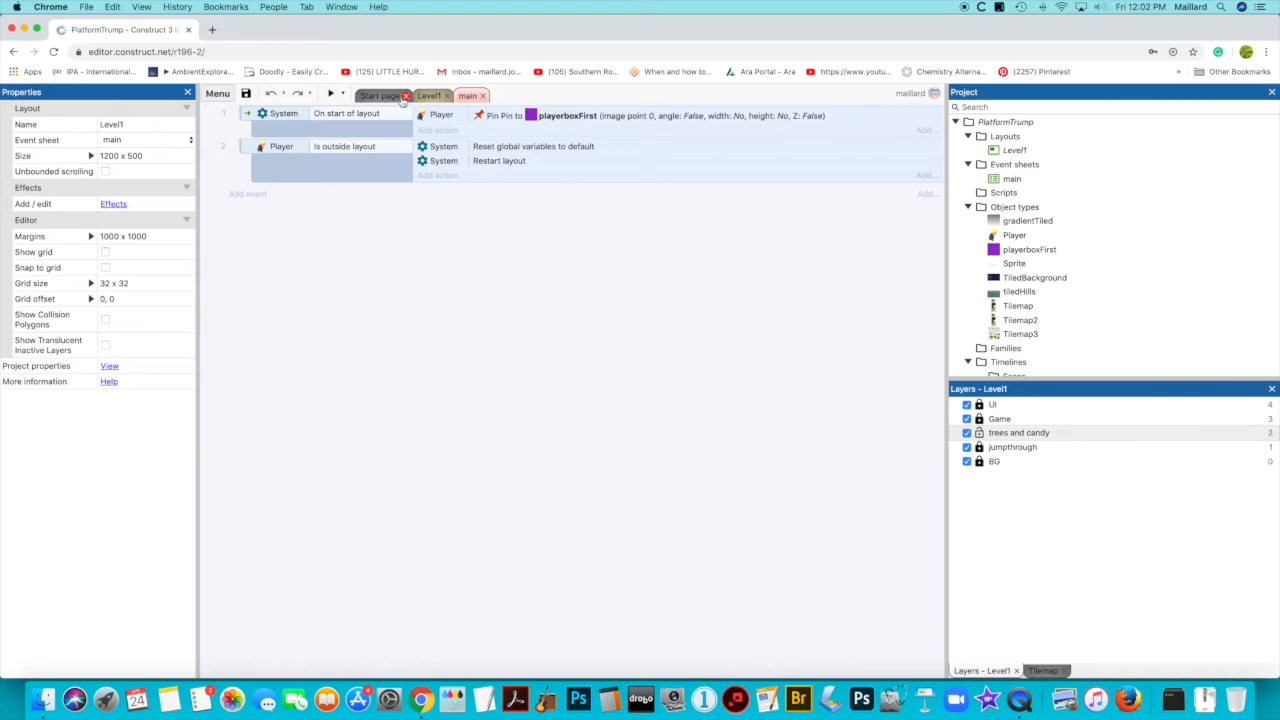 Chrome File Edit View History Bookmarks People Tab Window Help
Fri 12:02 PM Maillard
PlatformTrump - Construct 3 b
editor.construct.net/r196-2/
Apps IPA - International... AmbientExplora... Doodly - Easily Cr... (125) LITTLE HUR... Inbox - maillard.jo... (105) Southern Ro... When and how to... Ara Portal - Ara https://www.youtu... Chemistry Alterna... (2257) Pinterest » Other Bookmarks
Properties
Layout
Name Level1
Event sheet main
Size 1200 x 500
Unbounded scrolling
Effects
Add / edit Effects
Editor
Margins 1000 x 1000
Show grid
Snap to grid
Grid size 32 x 32
Grid offset 0, 0
Show Collision
Polygons
Show Translucent
Inactive Layers
Project properties View
More information Help
Menu Start page Level1 main maillard
1 System On start of layout Player Pin Pin to playerboxFirst (image point 0, angle: False, width: No, height: No, Z: False)
Add action Add...
2 Player Is outside layout System Reset global variables to default
System Restart layout
Add action Add...
Add event Add...
Project
Search
PlatformTrump
Layouts
Level1
Event sheets
main
Scripts
Object types
gradientTiled
Player
playerboxFirst
Sprite
TiledBackground
tiledHills
Tilemap
Tilemap2
Tilemap3
Families
Timelines
Layers - Level1
UI 4
Game 3
trees and candy 2
jumpthrough 1
BG 0
Layers - Level1 Tilemap